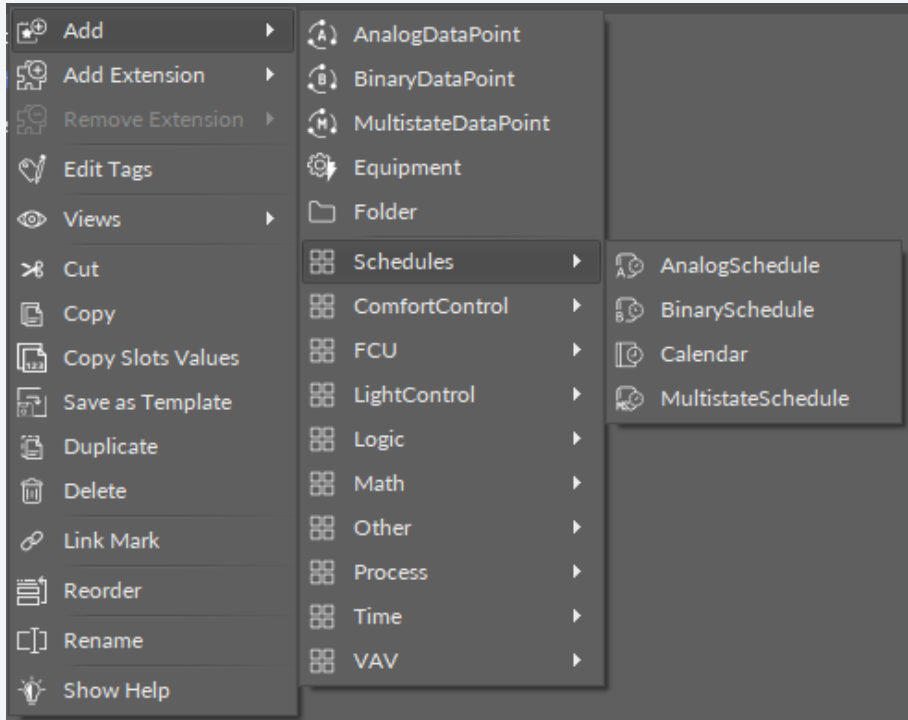 Add
Add Extension
Remove Extension
Edit Tags
Views
Cut
Copy
Copy Slots Values
Save as Template
Duplicate
Delete
Link Mark
Reorder
Rename
Show Help
AnalogDataPoint
BinaryDataPoint
MultistateDataPoint
Equipment
Folder
Schedules
ComfortControl
FCU
LightControl
Logic
Math
Other
Process
Time
VAV
AnalogSchedule
BinarySchedule
Calendar
MultistateSchedule